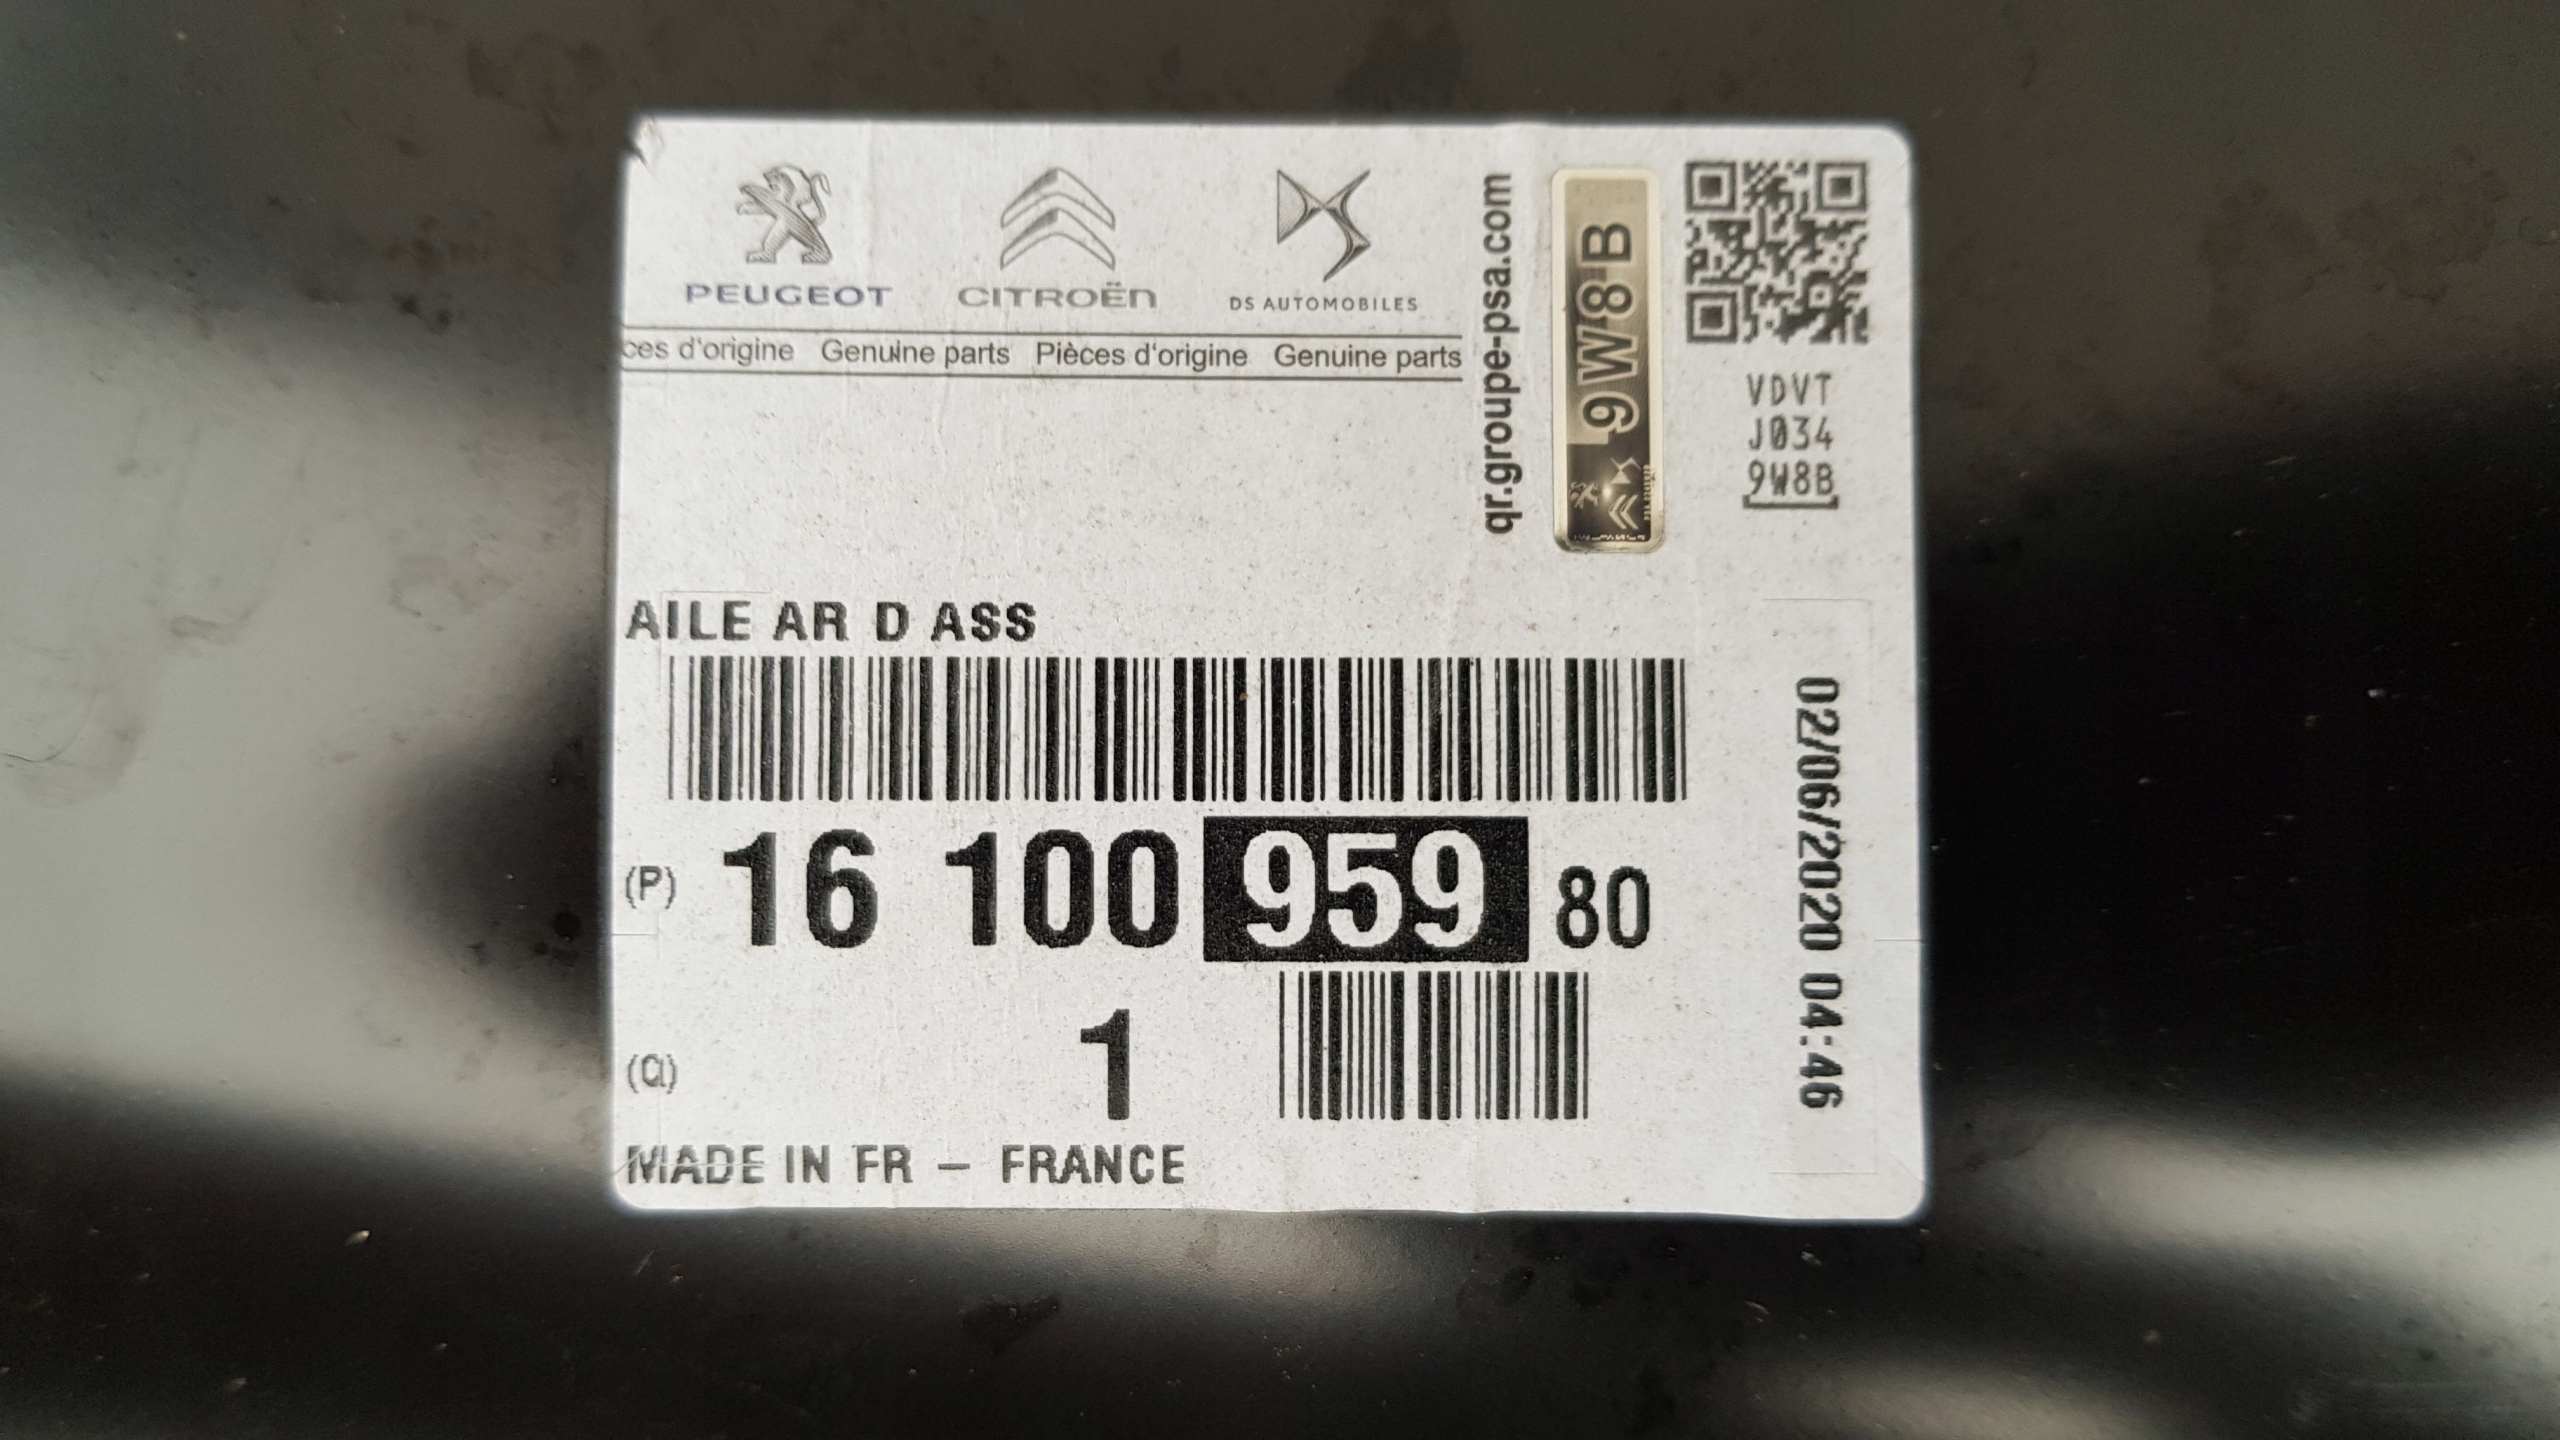 PEUGEOT
CITROËN
DS AUTOMOBILES
ces d'origine Genuine parts Pièces d'origine Genuine parts
qr.groupe-psa.com
9W8B
VDVT
J034
9W8B
AILE AR D ASS
(P) 16 100 959 80
(Q) 1
MADE IN FR – FRANCE
02/06/2020 04:46